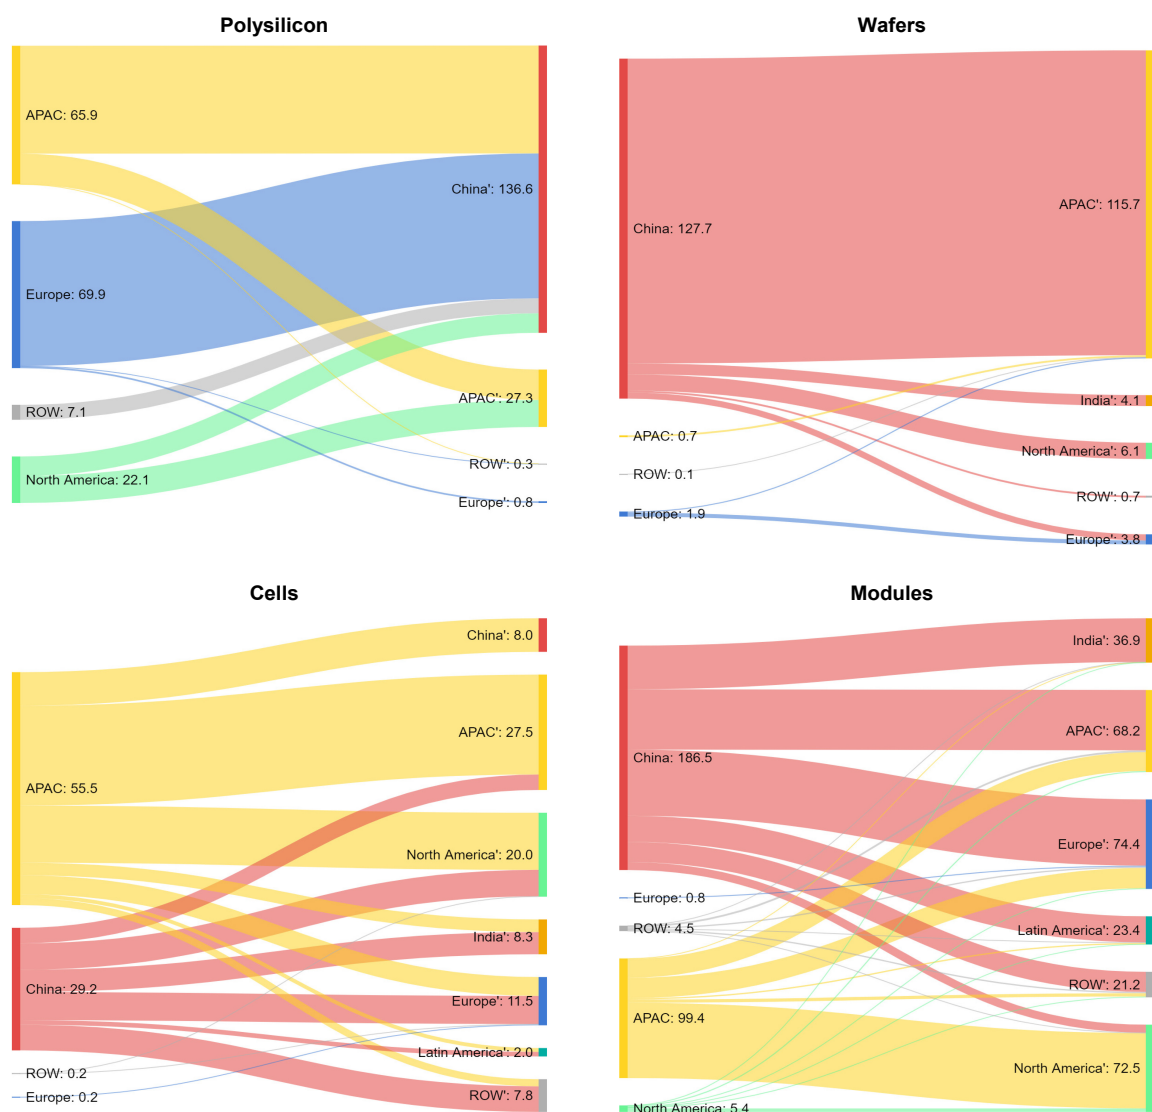 Polysilicon
APAC: 65.9
China': 136.6
Europe: 69.9
APAC': 27.3
ROW: 7.1
ROW': 0.3
North America: 22.1
Europe': 0.8
Wafers
APAC': 115.7
China: 127.7
India': 4.1
APAC: 0.7
North America': 6.1
ROW: 0.1
ROW': 0.7
Europe: 1.9
Europe': 3.8
Cells
China': 8.0
APAC': 27.5
APAC: 55.5
North America': 20.0
India': 8.3
China: 29.2
Europe': 11.5
Latin America': 2.0
ROW: 0.2
ROW': 7.8
Europe: 0.2
Modules
India': 36.9
APAC': 68.2
China: 186.5
Europe': 74.4
Europe: 0.8
ROW: 4.5
Latin America': 23.4
ROW': 21.2
APAC: 99.4
North America': 72.5
North America: 5.4